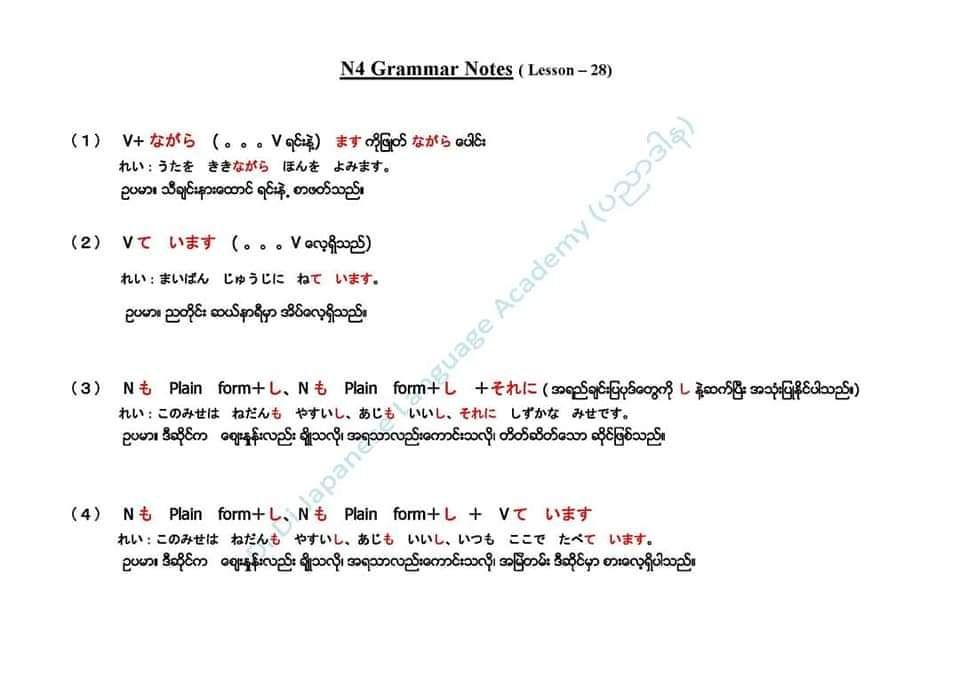 N4 Grammar Notes ( Lesson – 28)
(1) V+ ながら (。。。V ရင်းနဲ့) ます ကိုဖြုတ် ながら ပေါင်း
れい:うたを ききながら ほんを よみます。
ဥပမာ။ သီချင်းနားထောင် ရင်းနဲ့ စာဖတ်သည်။
(2) Vて います (。。。V လေ့ရှိသည်)
れい:まいばん じゅうじに ねて います。
ဥပမာ။ ညတိုင်း ဆယ်နာရီမှာ အိပ်လေ့ရှိသည်။
(3) Nも Plain form+し、Nも Plain form+し +それに ( အရည်ချင်းပြပုဒ်တွေကို し နဲ့ဆက်ပြီး အသုံးပြုနိုင်ပါသည်။)
れい:このみせは ねだんも やすいし、あじも いいし、それに しずかな みせです。
ဥပမာ။ ဒီဆိုင်က ဈေးနှုန်းလည်း ချိုသလို၊ အရသာလည်းကောင်းသလို၊ တိတ်ဆိတ်သော ဆိုင်ဖြစ်သည်။
(4) Nも Plain form+し、Nも Plain form+し + Vて います
れい:このみせは ねだんも やすいし、あじも いいし、いつも ここで たべて います。
ဥပမာ။ ဒီဆိုင်က ဈေးနှုန်းလည်း ချိုသလို၊ အရသာလည်းကောင်းသလို၊ အမြဲတမ်း ဒီဆိုင်မှာ စားလေ့ရှိပါသည်။
Japanese Language Academy (ပညာဒါန)